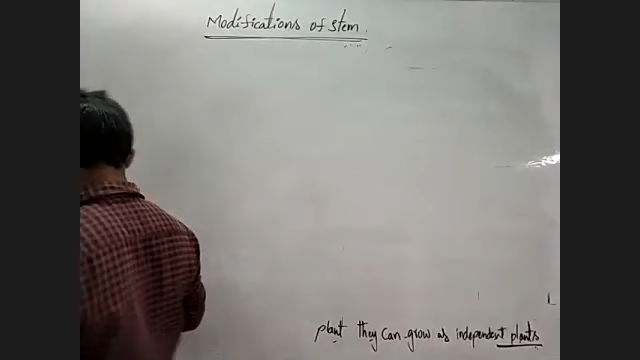 Modifications of stem.
plant they can grow as independent plants